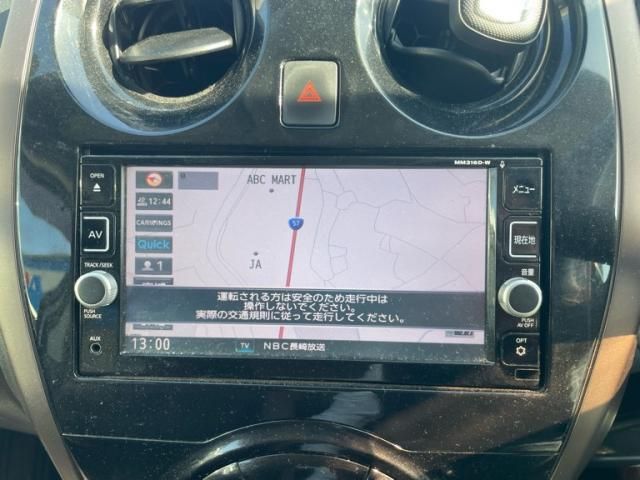 MM316D-W
OPEN
メニュー
ABC MART
12:44
CARWINGS
57
AV
現在地
Quick
JA
1
TRACK/SEEK
音量
運転される方は安全のため走行中は
操作しないでください。
実際の交通規則に従って走行してください。
PUSH
SOURCE
PUSH
AV OFF
AUX
13:00
TV
NBC長崎放送
OPT